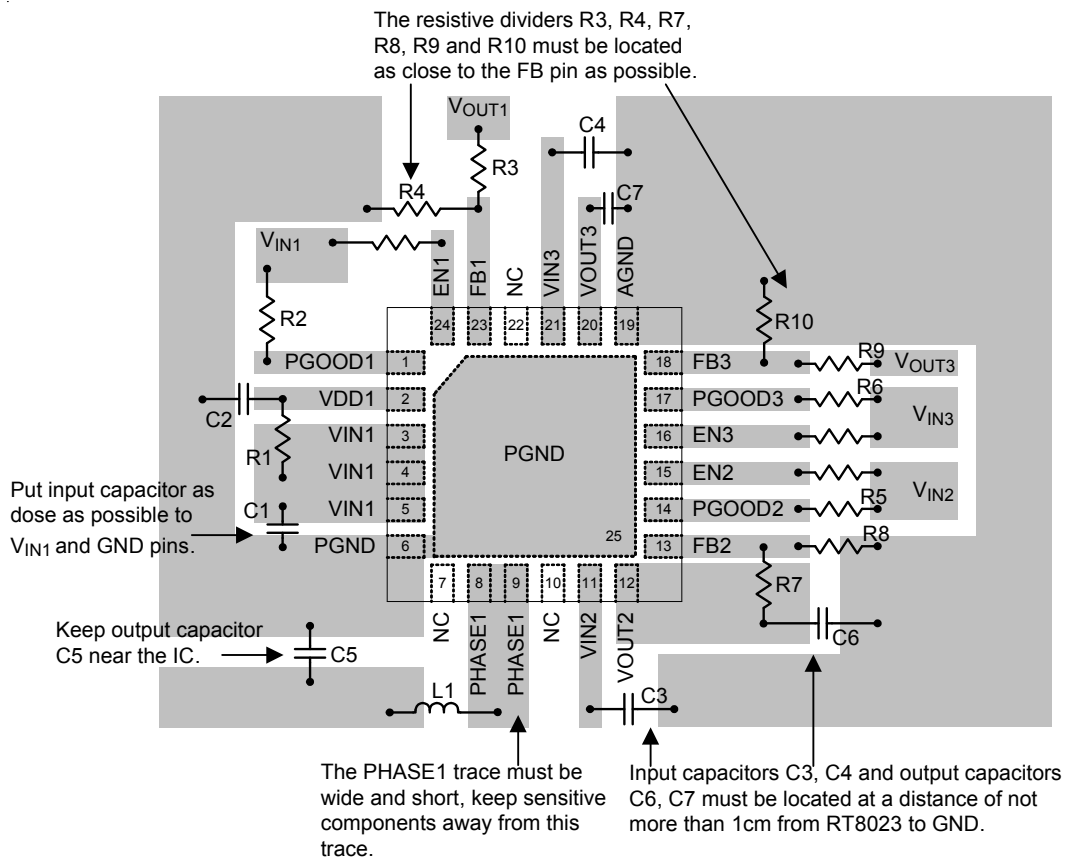 The resistive dividers R3, R4, R7,
R8, R9 and R10 must be located
as close to the FB pin as possible.
VOUT1
C4
R3
R4
C7
VIN1
EN1
FB1
NC
VIN3
VOUT3
AGND
R2
R10
24
23
22
21
20
19
PGOOD1
1
18
FB3
R9
VOUT3
VDD1
2
17
PGOOD3
R6
C2
VIN3
VIN1
3
16
EN3
R1
PGND
VIN1
4
15
EN2
VIN2
Put input capacitor as
dose as possible to
VIN1 and GND pins.
C1
VIN1
5
14
PGOOD2
R5
PGND
6
25
13
FB2
R8
7
8
9
10
11
12
R7
NC
PHASE1
PHASE1
NC
VIN2
VOUT2
C6
Keep output capacitor
C5 near the IC.
C5
L1
C3
The PHASE1 trace must be
wide and short, keep sensitive
components away from this
trace.
Input capacitors C3, C4 and output capacitors
C6, C7 must be located at a distance of not
more than 1cm from RT8023 to GND.